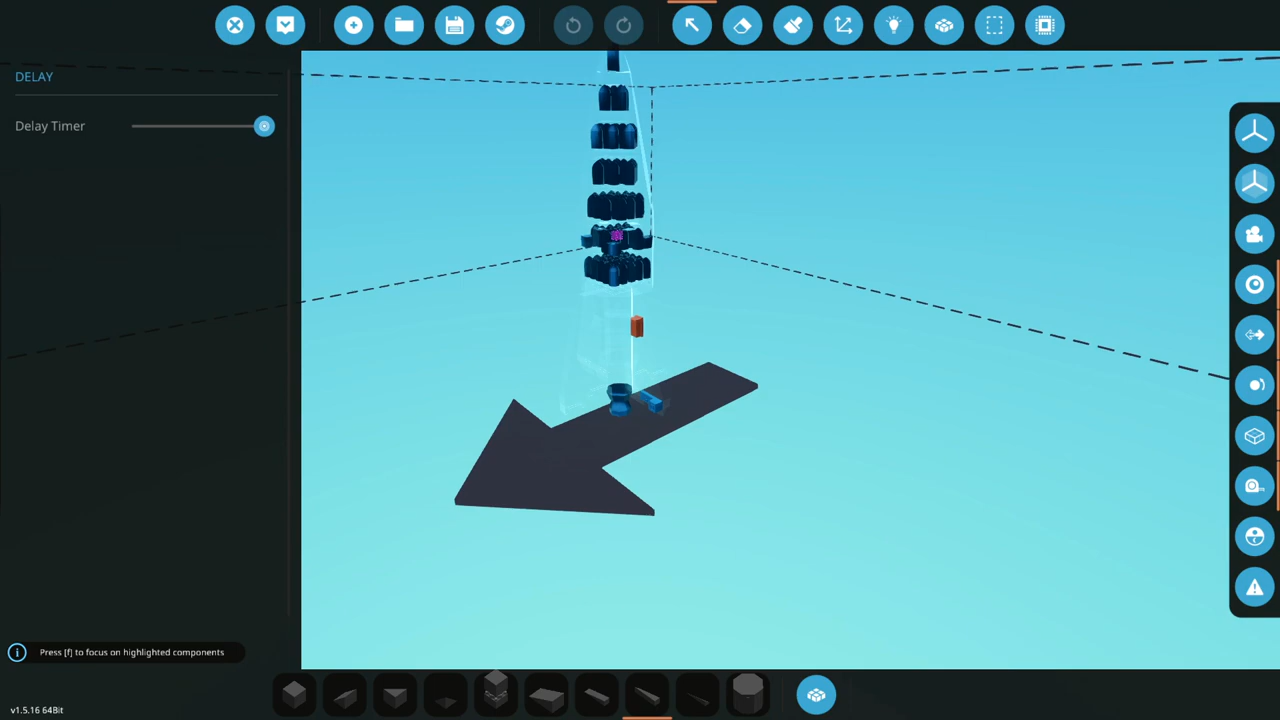 DELAY
Delay Timer
Press [f] to focus on highlighted components
v1.5.16 64Bit